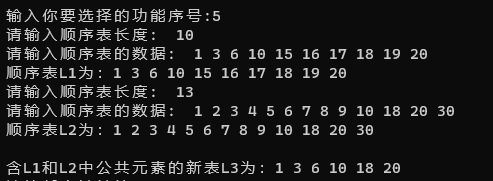 输入你要选择的功能序号:5
请输入顺序表长度: 10
请输入顺序表的数据: 1 3 6 10 15 16 17 18 19 20
顺序表L1为: 1 3 6 10 15 16 17 18 19 20
请输入顺序表长度: 13
请输入顺序表的数据: 1 2 3 4 5 6 7 8 9 10 18 20 30
顺序表L2为: 1 2 3 4 5 6 7 8 9 10 18 20 30
含L1和L2中公共元素的新表L3为: 1 3 6 10 18 20